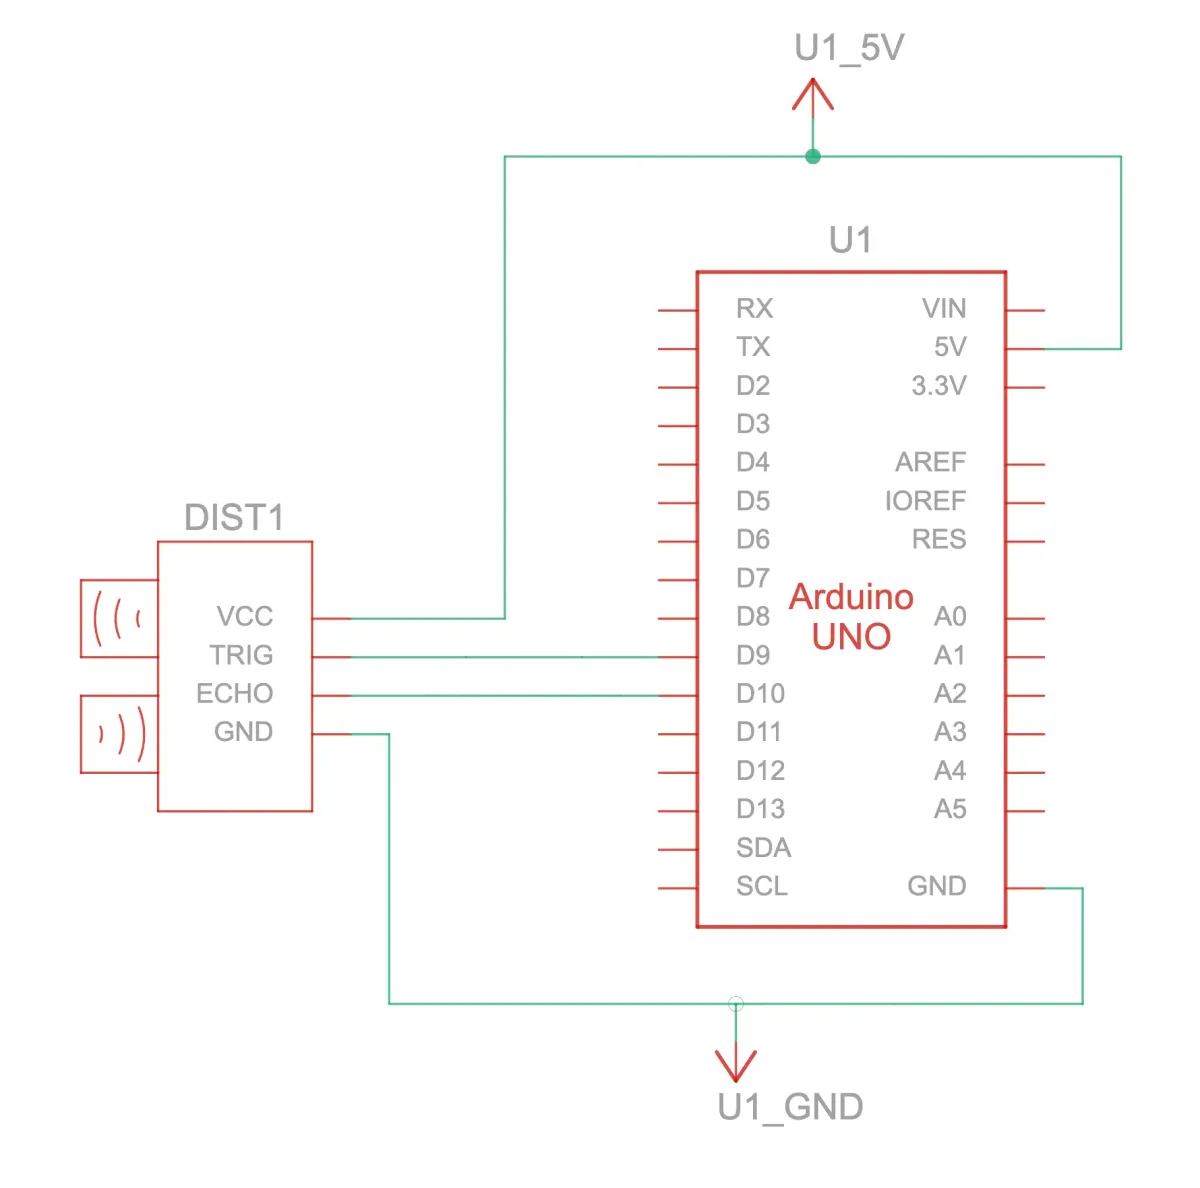 U1_5V
U1
RX VIN
TX 5V
D2 3.3V
D3
D4 AREF
D5 IOREF
D6 RES
D7
Arduino
UNO
D8 A0
D9 A1
D10 A2
D11 A3
D12 A4
D13 A5
SDA
SCL GND
DIST1
VCC
TRIG
ECHO
GND
U1_GND